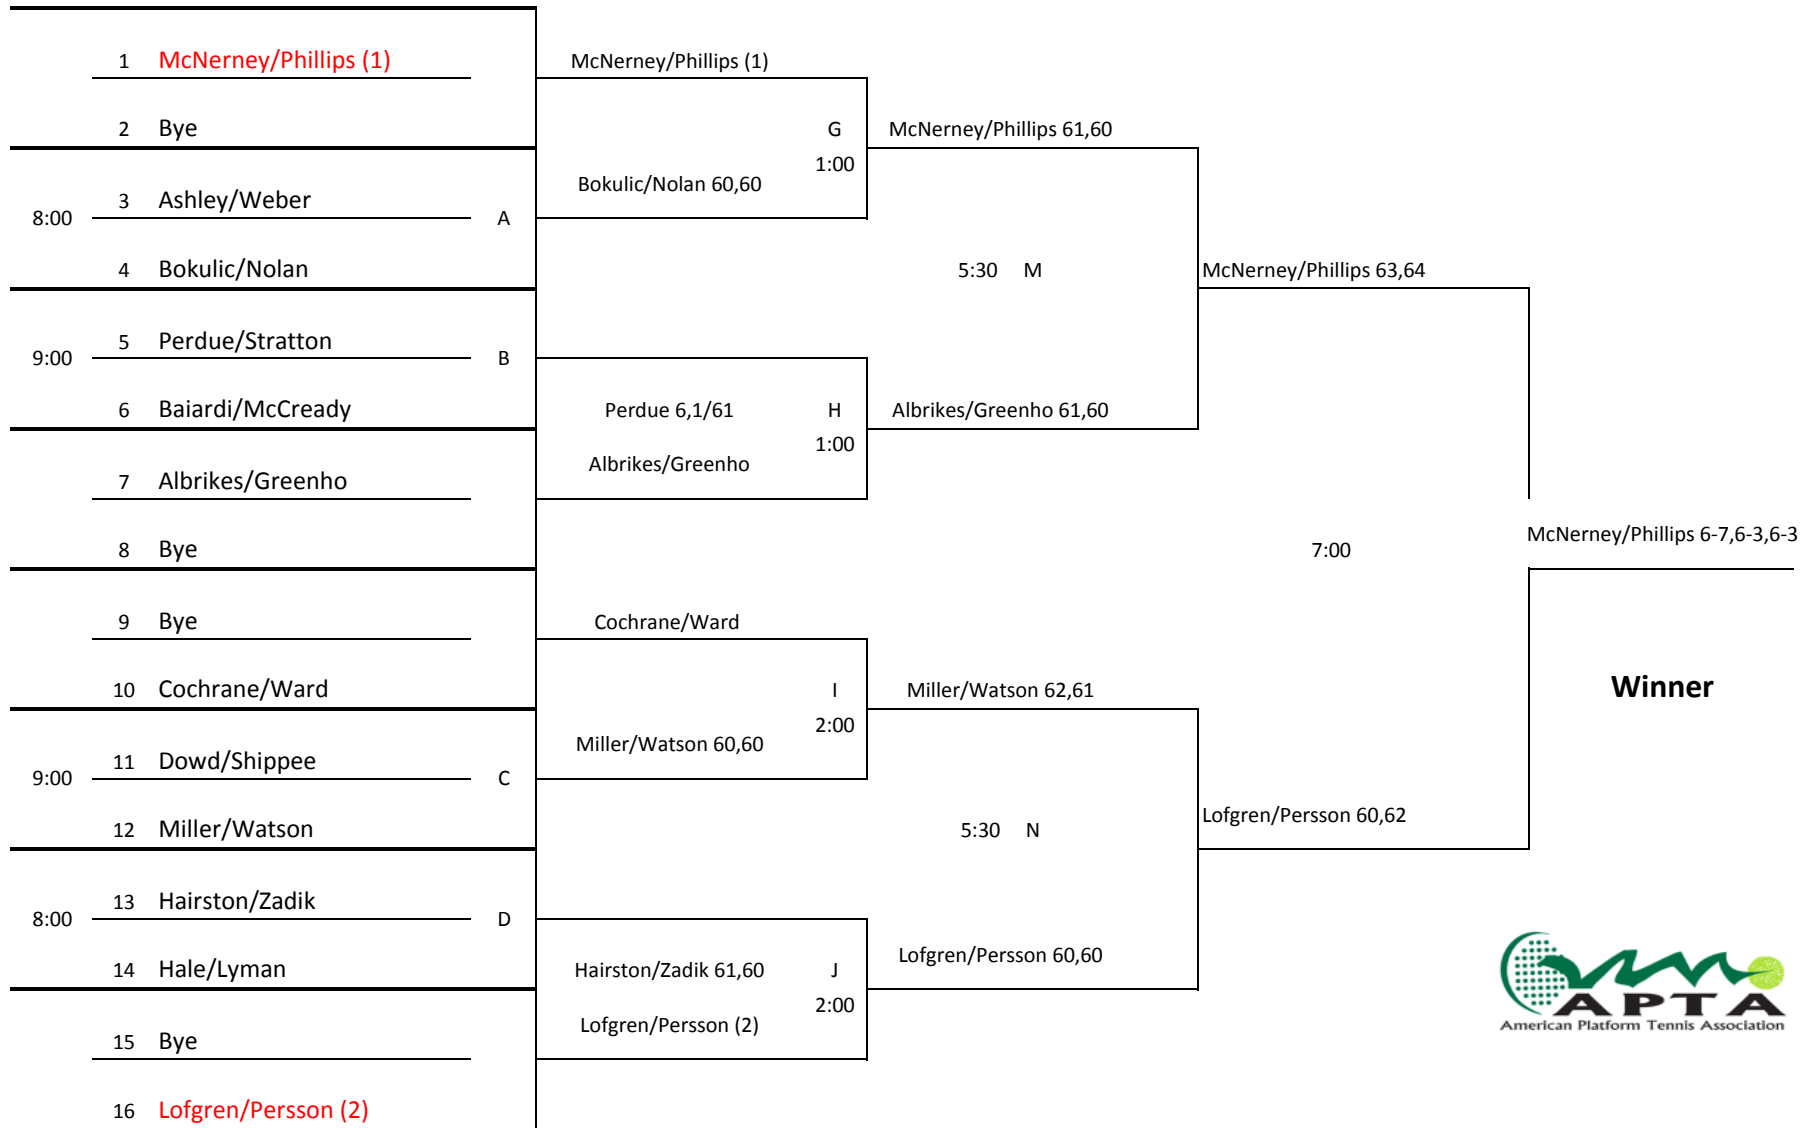 1 McNerney/Phillips (1)
McNerney/Phillips (1)
2 Bye
G
McNerney/Phillips 61,60
1:00
Bokulic/Nolan 60,60
3 Ashley/Weber
8:00
A
4 Bokulic/Nolan
5:30 M
McNerney/Phillips 63,64
5 Perdue/Stratton
9:00
B
6 Baiardi/McCready
Perdue 6,1/61
H
Albrikes/Greenho 61,60
1:00
Albrikes/Greenho
7 Albrikes/Greenho
8 Bye
7:00
McNerney/Phillips 6-7,6-3,6-3
9 Bye
Cochrane/Ward
10 Cochrane/Ward
I
Miller/Watson 62,61
Winner
2:00
Miller/Watson 60,60
11 Dowd/Shippee
9:00
C
12 Miller/Watson
5:30 N
Lofgren/Persson 60,62
13 Hairston/Zadik
8:00
D
14 Hale/Lyman
Hairston/Zadik 61,60
J
Lofgren/Persson 60,60
2:00
Lofgren/Persson (2)
15 Bye
16 Lofgren/Persson (2)
APTA
American Platform Tennis Association